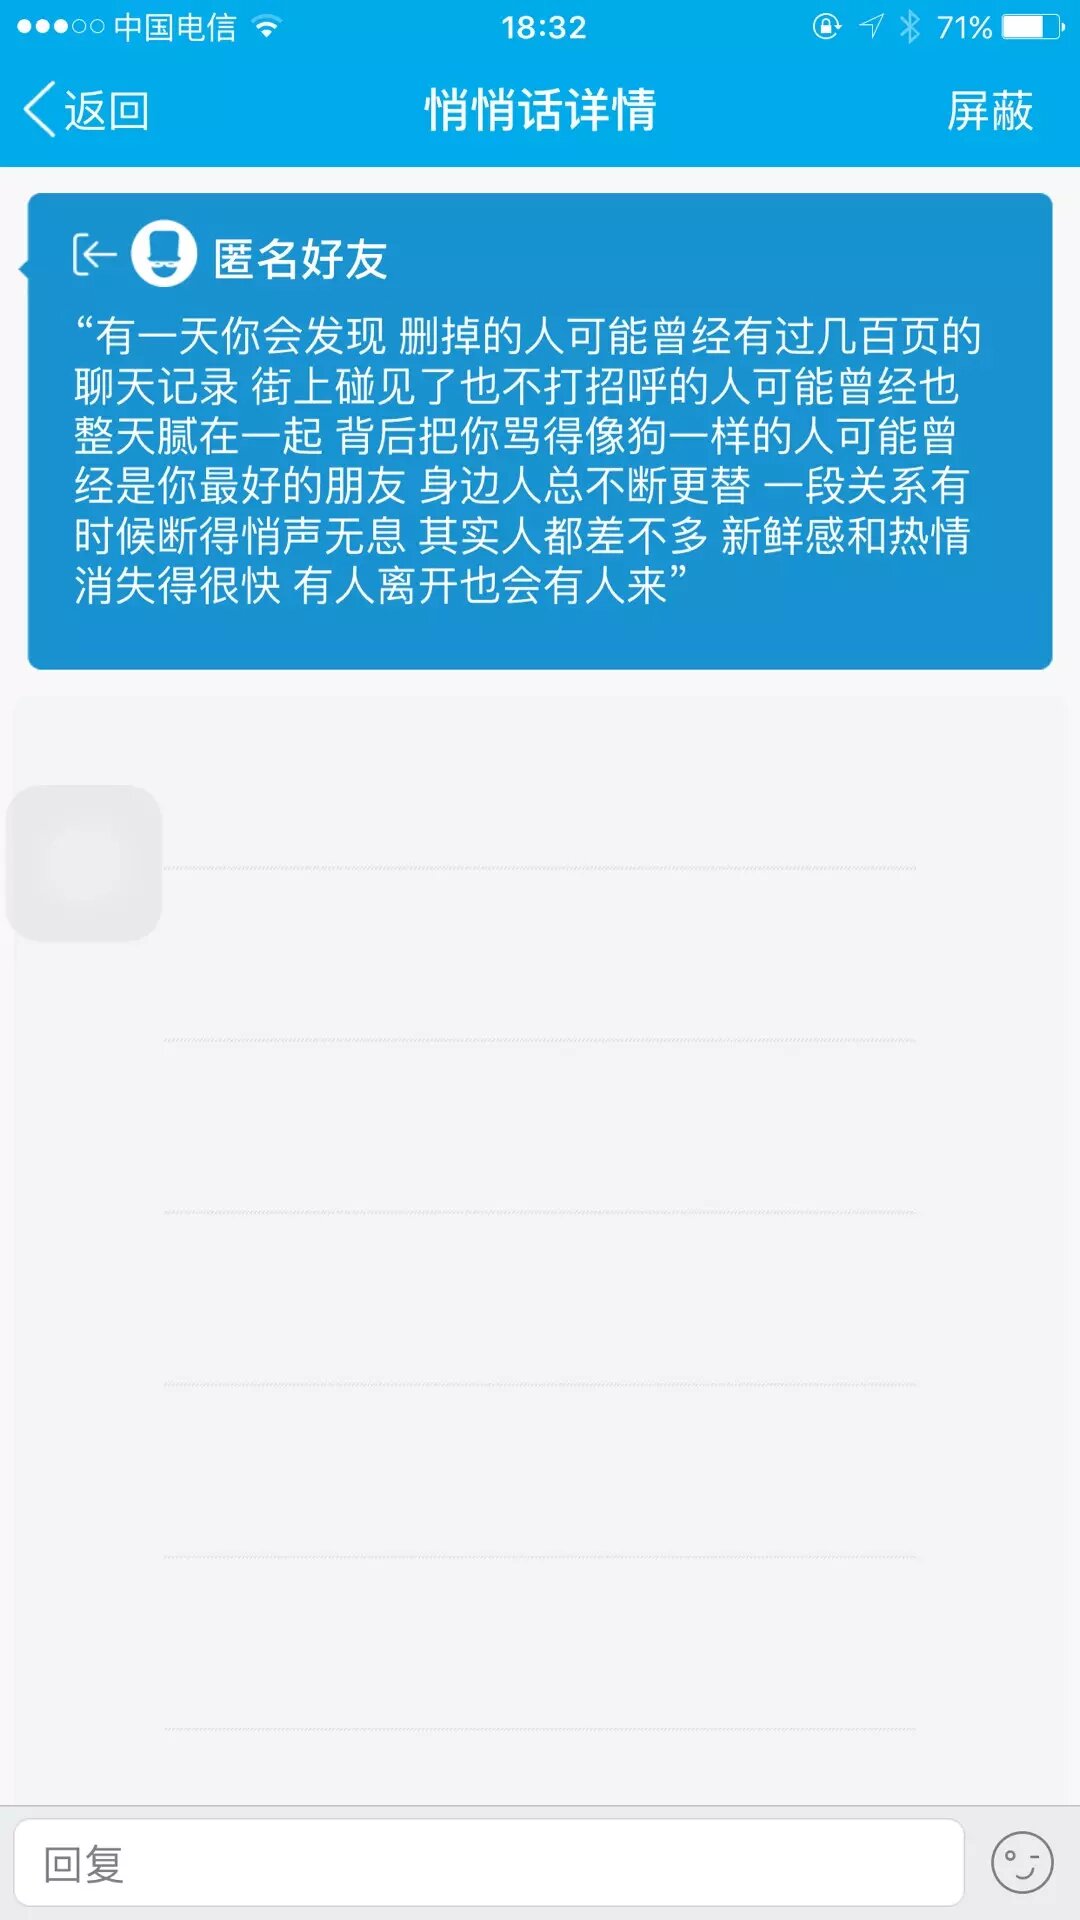 中国电信 18:32 71%
返回 悄悄话详情 屏蔽
匿名好友
“有一天你会发现 删掉的人可能曾经有过几百页的
聊天记录 街上碰见了也不打招呼的人可能曾经也
整天腻在一起 背后把你骂得像狗一样的人可能曾
经是你最好的朋友 身边人总不断更替 一段关系有
时候断得悄声无息 其实人都差不多 新鲜感和热情
消失得很快 有人离开也会有人来”
回复